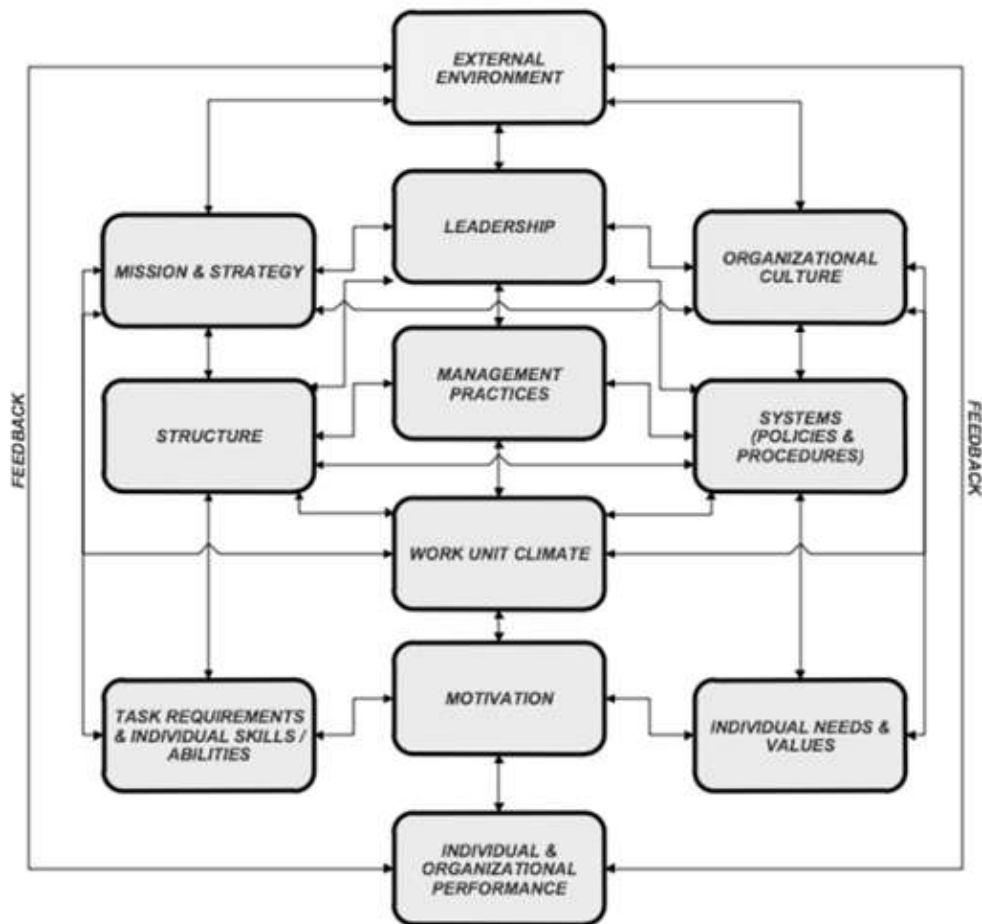 EXTERNAL
ENVIRONMENT
LEADERSHIP
MISSION & STRATEGY
ORGANIZATIONAL
CULTURE
MANAGEMENT
PRACTICES
STRUCTURE
SYSTEMS
(POLICIES &
PROCEDURES)
FEEDBACK
FEEDBACK
WORK UNIT CLIMATE
MOTIVATION
TASK REQUIREMENTS
& INDIVIDUAL SKILLS /
ABILITIES
INDIVIDUAL NEEDS &
VALUES
INDIVIDUAL &
ORGANIZATIONAL
PERFORMANCE